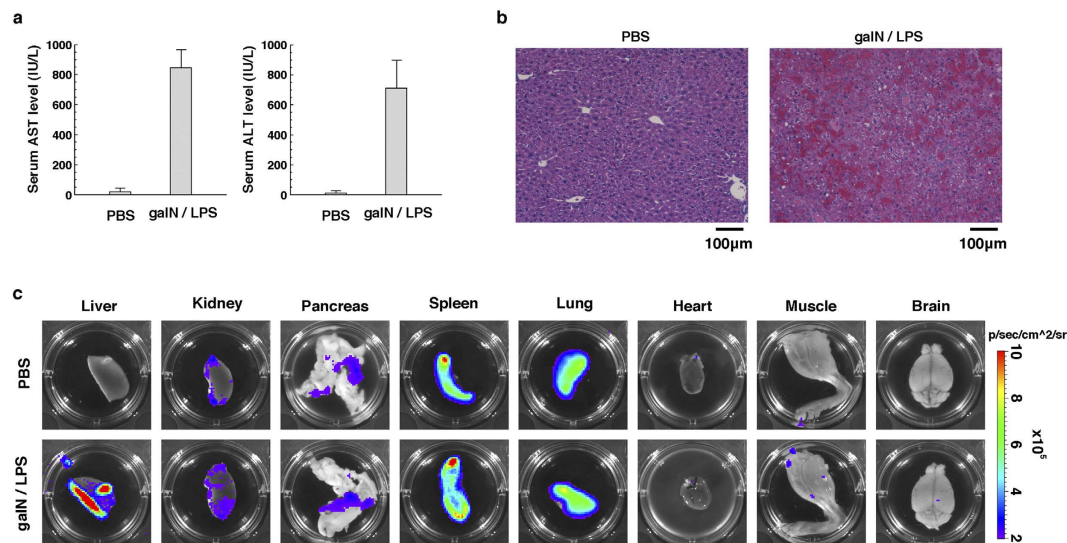 a
b
Serum AST level (IU/L)
1000
800
600
400
200
0
PBS
galN / LPS
Serum ALT level (IU/L)
1000
800
600
400
200
0
PBS
galN / LPS
PBS
galN / LPS
100μm
100μm
c
Liver
Kidney
Pancreas
Spleen
Lung
Heart
Muscle
Brain
PBS
galN / LPS
p/sec/cm^2/sr
10
8
6
4
2
x10⁵